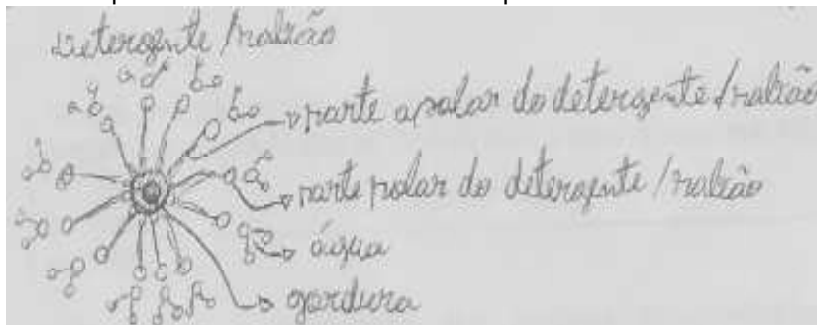 Detergente / sabão
parte apolar do detergente / sabão
parte polar do detergente / sabão
água
gordura